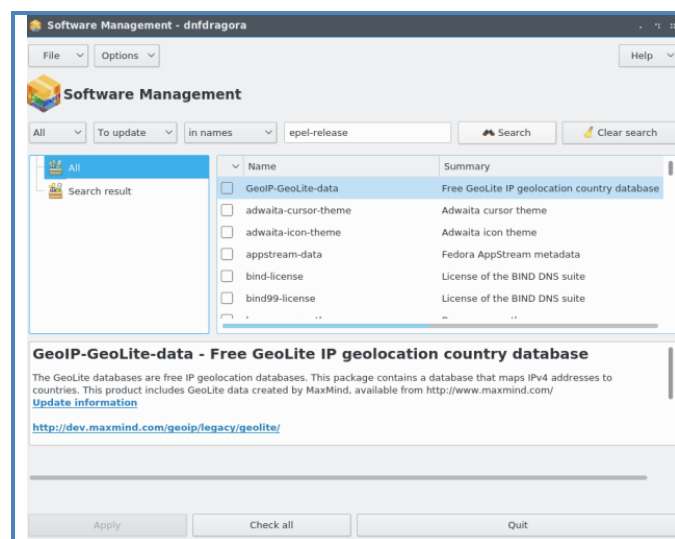 Software Management - dnfdragora
File Options Help
Software Management
All To update in names epel-release Search Clear search
All
Search result
Name Summary
GeoIP-GeoLite-data Free GeoLite IP geolocation country database
adwaita-cursor-theme Adwaita cursor theme
adwaita-icon-theme Adwaita icon theme
appstream-data Fedora AppStream metadata
bind-license License of the BIND DNS suite
bind99-license License of the BIND DNS suite
GeoIP-GeoLite-data - Free GeoLite IP geolocation country database
The GeoLite databases are free IP geolocation databases. This package contains a database that maps IPv4 addresses to
countries. This product includes GeoLite data created by MaxMind, available from http://www.maxmind.com/
Update information
http://dev.maxmind.com/geoip/legacy/geolite/
Apply Check all Quit